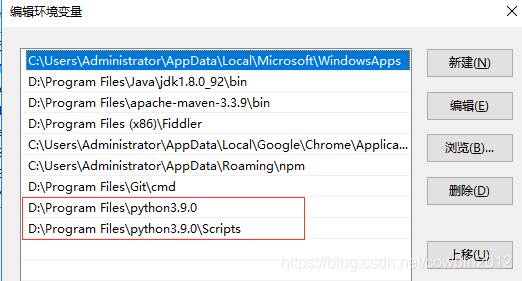 编辑环境变量
C:\Users\Administrator\AppData\Local\Microsoft\WindowsApps
新建(N)
D:\Program Files\Java\jdk1.8.0_92\bin
D:\Program Files\apache-maven-3.3.9\bin
编辑(E)
D:\Program Files (x86)\Fiddler
C:\Users\Administrator\AppData\Local\Google\Chrome\Applica...
浏览(B)...
C:\Users\Administrator\AppData\Roaming\npm
D:\Program Files\Git\cmd
删除(D)
D:\Program Files\python3.9.0
D:\Program Files\python3.9.0\Scripts
上移(U)
https://blog.csdn.net/cowbin2012